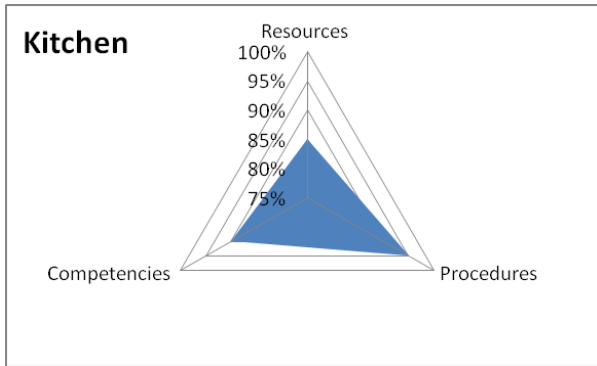 Kitchen
Resources
100%
95%
90%
85%
80%
75%
Competencies
Procedures